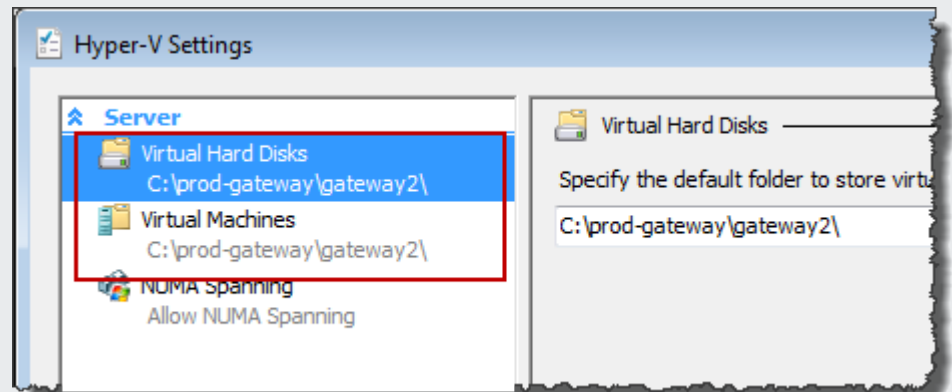 Hyper-V Settings
Server
Virtual Hard Disks
C:\prod-gateway\gateway2\
Virtual Machines
C:\prod-gateway\gateway2\
NUMA Spanning
Allow NUMA Spanning
Virtual Hard Disks
Specify the default folder to store virtu
C:\prod-gateway\gateway2\